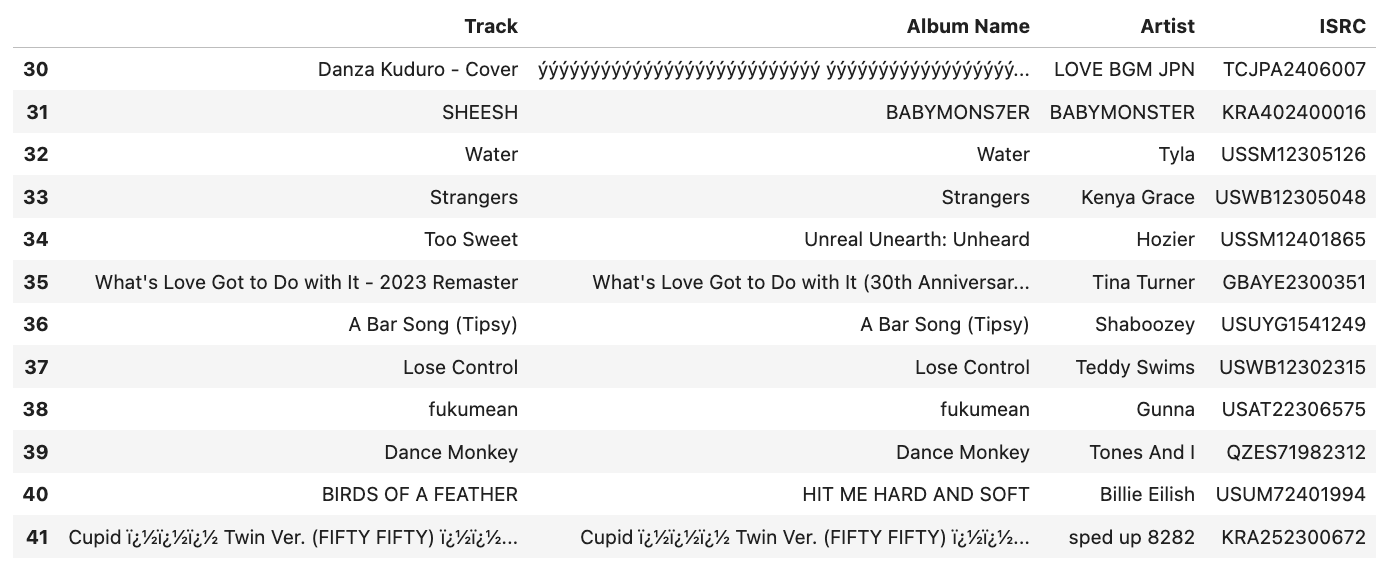 Track Album Name Artist ISRC
30 Danza Kuduro - Cover ýýýýýýýýýýýýýýýýýýýýýýýýýýý ýýýýýýýýýýýýýýýýýý... LOVE BGM JPN TCJPA2406007
31 SHEESH BABYMONS7ER BABYMONSTER KRA402400016
32 Water Water Tyla USSM12305126
33 Strangers Strangers Kenya Grace USWB12305048
34 Too Sweet Unreal Unearth: Unheard Hozier USSM12401865
35 What's Love Got to Do with It - 2023 Remaster What's Love Got to Do with It (30th Anniversar... Tina Turner GBAYE2300351
36 A Bar Song (Tipsy) A Bar Song (Tipsy) Shaboozey USUYG1541249
37 Lose Control Lose Control Teddy Swims USWB12302315
38 fukumean fukumean Gunna USAT22306575
39 Dance Monkey Dance Monkey Tones And I QZES71982312
40 BIRDS OF A FEATHER HIT ME HARD AND SOFT Billie Eilish USUM72401994
41 Cupid ï¿½ï¿½ï¿½ Twin Ver. (FIFTY FIFTY) ï¿½ï¿½... Cupid ï¿½ï¿½ï¿½ Twin Ver. (FIFTY FIFTY) ï¿½ï¿½... sped up 8282 KRA252300672